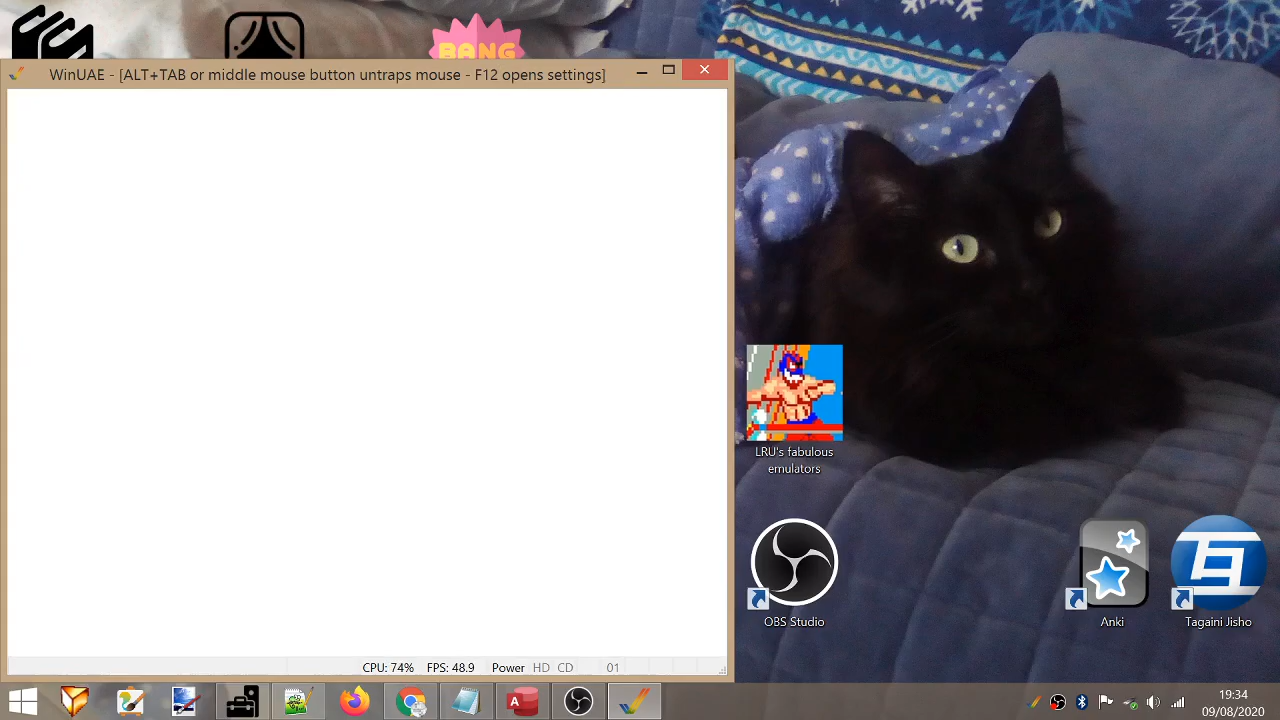 BANG
WinUAE - [ALT+TAB or middle mouse button untraps mouse - F12 opens settings]
LRU's fabulous
emulators
OBS Studio
Anki
Tagaini Jisho
CPU: 74% FPS: 48.9 Power HD CD 01
19:34
09/08/2020